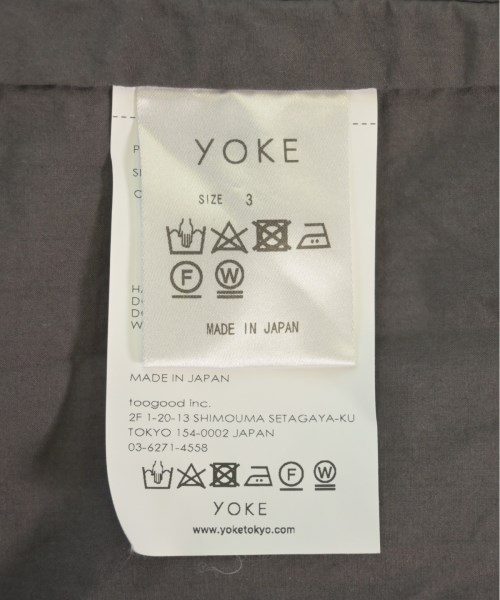 YOKE
SIZE 3
F W
MADE IN JAPAN
MADE IN JAPAN
foogood Inc.
2F 1-20-13 SHIMOUMA SETAGAYA-KU
TOKYO 154-0002 JAPAN
03-6271-4558
F W
YOKE
www.yoketokyo.com